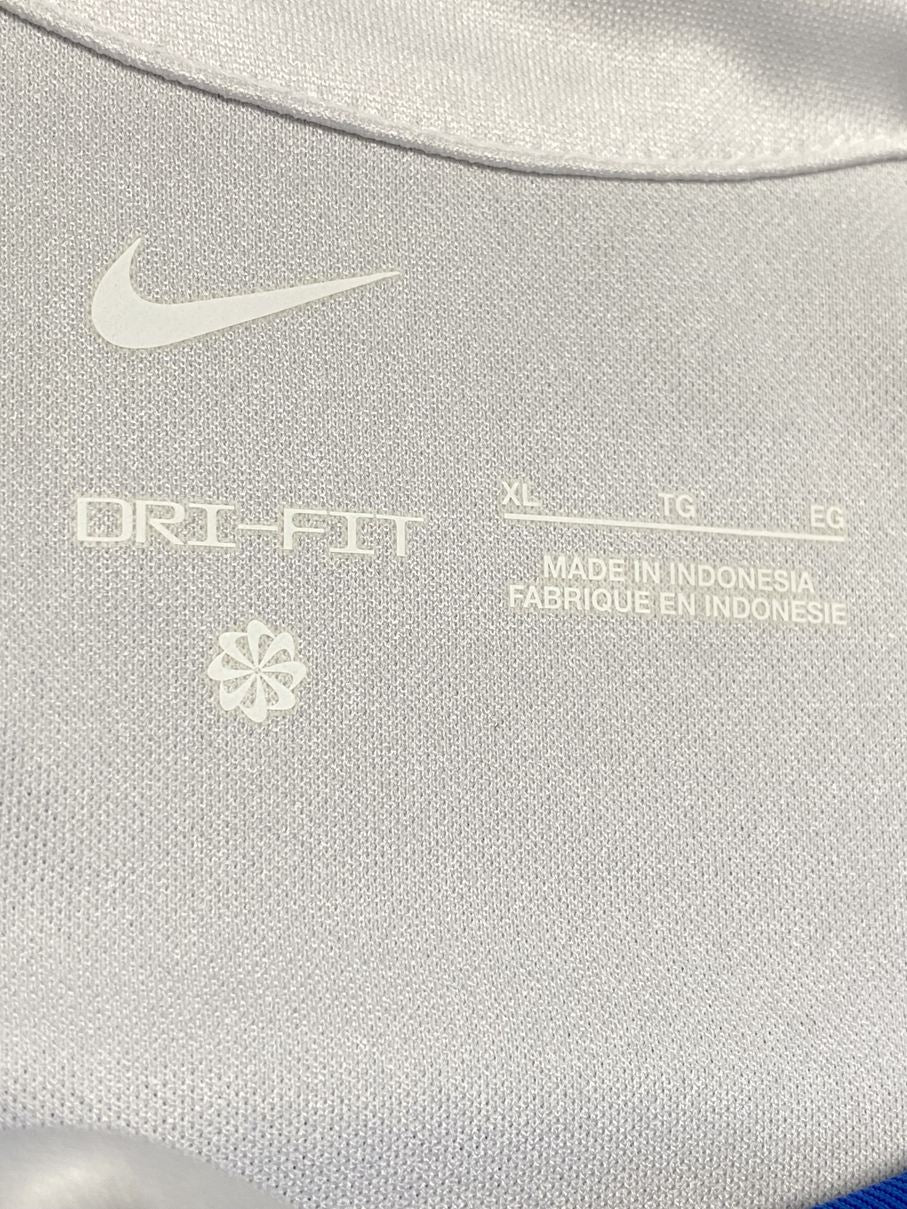 DRI-FIT
XL TG EG
MADE IN INDONESIA
FABRIQUE EN INDONESIE